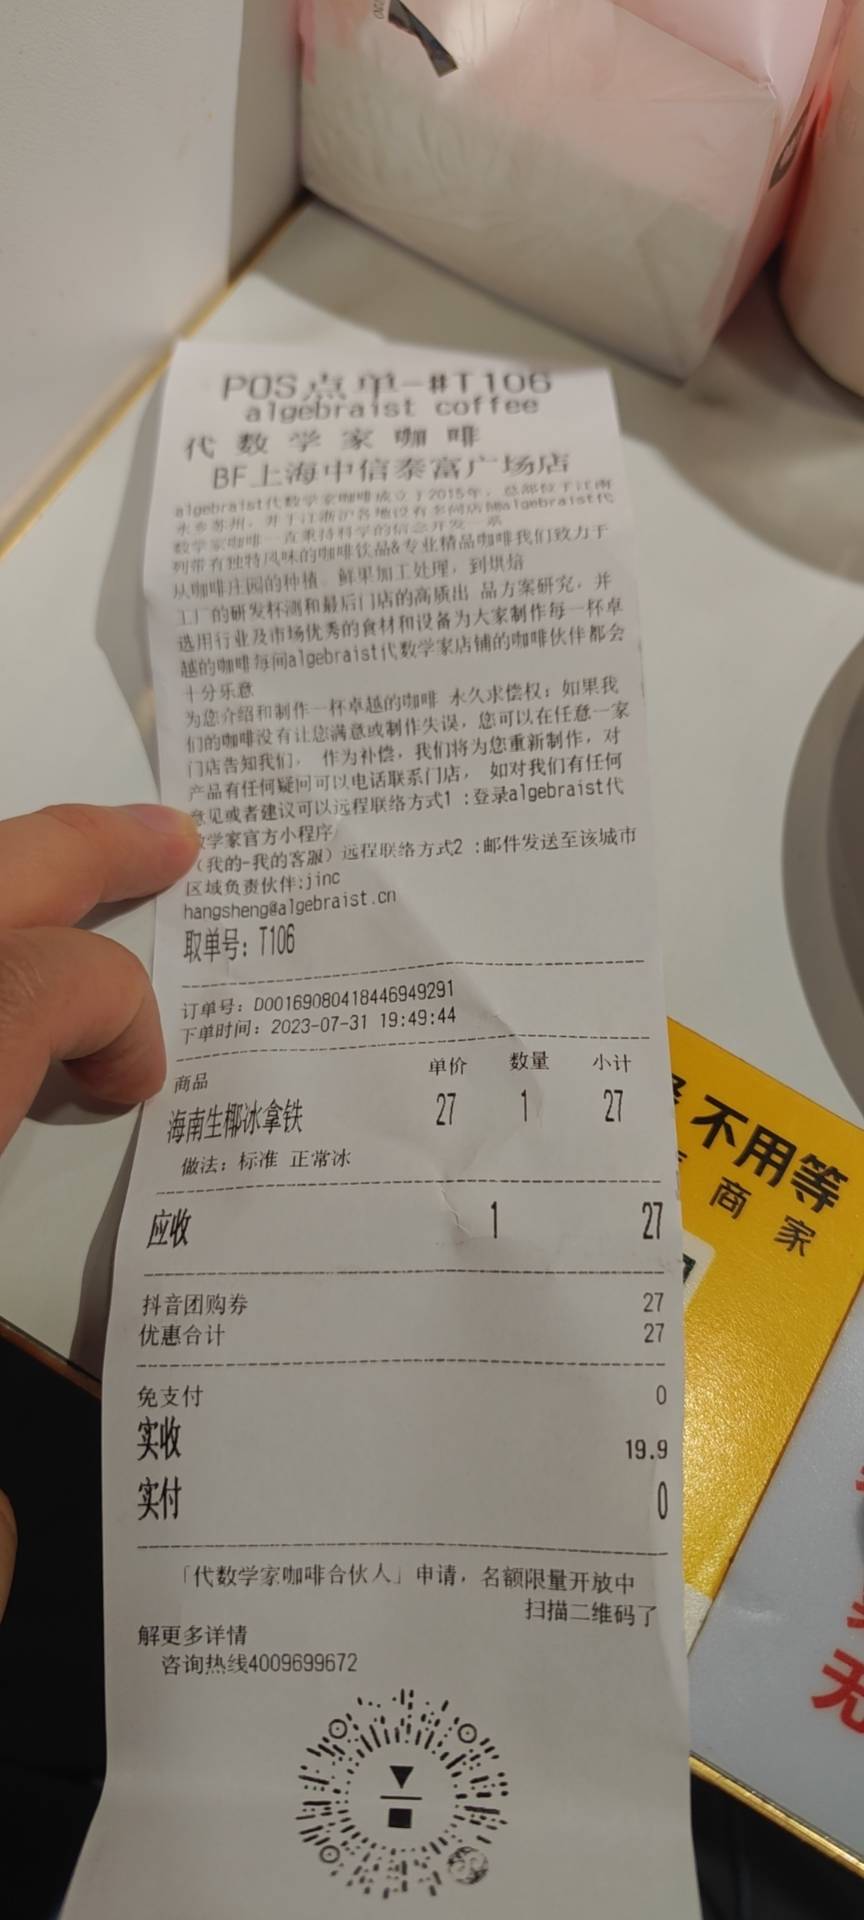 POS点单-#T106
algebraist coffee
代数学家咖啡
BF上海中信泰富广场店
algebraist代数学家咖啡成立于2015年，总部位于江南
水乡苏州，并于江浙沪各地设有多间店铺algebraist代
数学家咖啡一直秉持科学的信念开发一系
列带有独特风味的咖啡饮品&专业精品咖啡我们致力于
从咖啡庄园的种植 鲜果加工处理，到烘焙
工厂的研发杯测和最后门店的高质出 品方案研究，并
选用行业及市场优秀的食材和设备为大家制作每一杯卓
越的咖啡每间algebraist代数学家店铺的咖啡伙伴都会
十分乐意
为您介绍和制作一杯卓越的咖啡 永久求偿权：如果我
们的咖啡没有让您满意或制作失误，您可以在任意一家
门店告知我们， 作为补偿，我们将为您重新制作，对
产品有任何疑问可以电话联系门店， 如对我们有任何
意见或者建议可以远程联络方式1 :登录algebraist代
数学家官方小程序
（我的-我的客服）远程联络方式2 :邮件发送至该城市
区域负责伙伴:jinc
hangsheng@algebraist.cn
取单号: T106
订单号: D00169080418446949291
下单时间: 2023-07-31 19:49:44
商品 单价 数量 小计
海南生椰冰拿铁 27 1 27
做法: 标准 正常冰
应收 1 27
抖音团购券 27
优惠合计 27
免支付 0
实收 19.9
实付 0
「代数学家咖啡合伙人」申请，名额限量开放中
扫描二维码了
解更多详情
咨询热线4009699672
不用等
商家
无